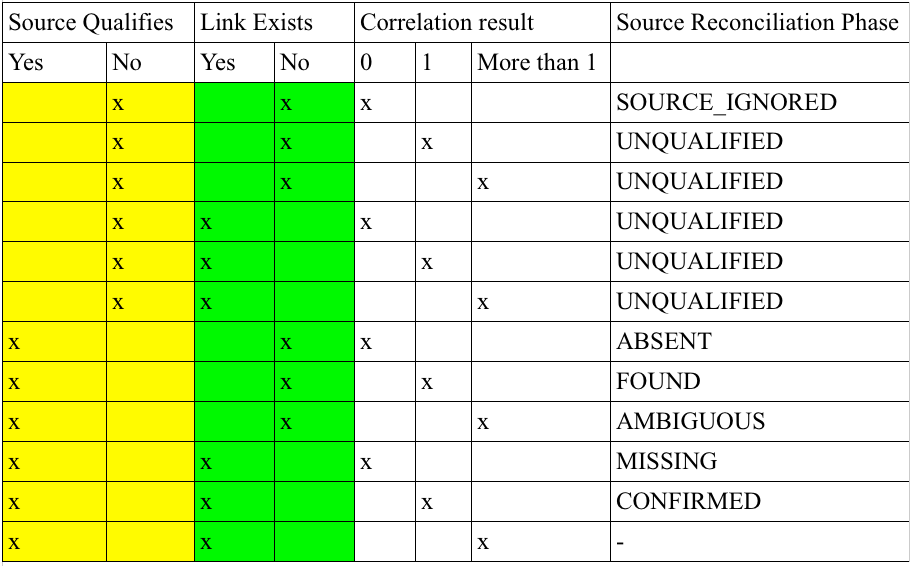 Source Qualifies Link Exists Correlation result Source Reconciliation Phase
Yes No Yes No 0 1 More than 1
x x x SOURCE_IGNORED
x x x UNQUALIFIED
x x x UNQUALIFIED
x x x UNQUALIFIED
x x x UNQUALIFIED
x x x UNQUALIFIED
x x x ABSENT
x x x FOUND
x x x AMBIGUOUS
x x x MISSING
x x x CONFIRMED
x x x -